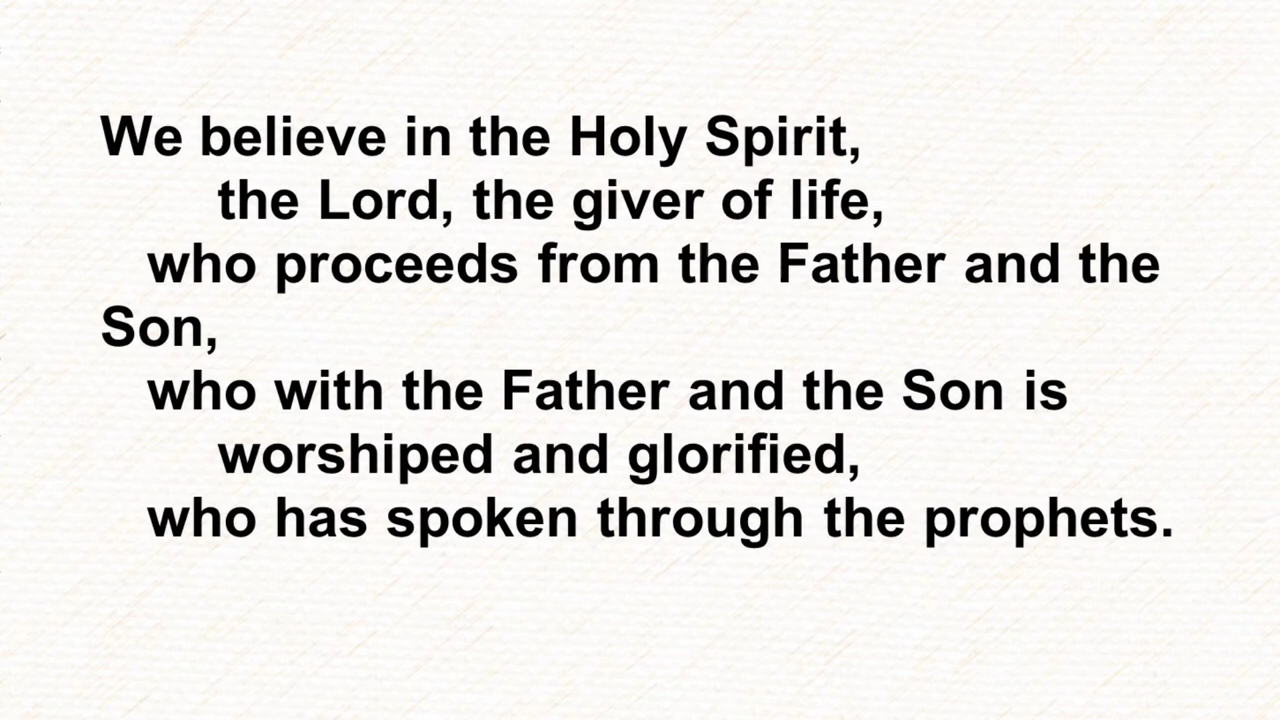 We believe in the Holy Spirit,
the Lord, the giver of life,
who proceeds from the Father and the
Son,
who with the Father and the Son is
worshiped and glorified,
who has spoken through the prophets.